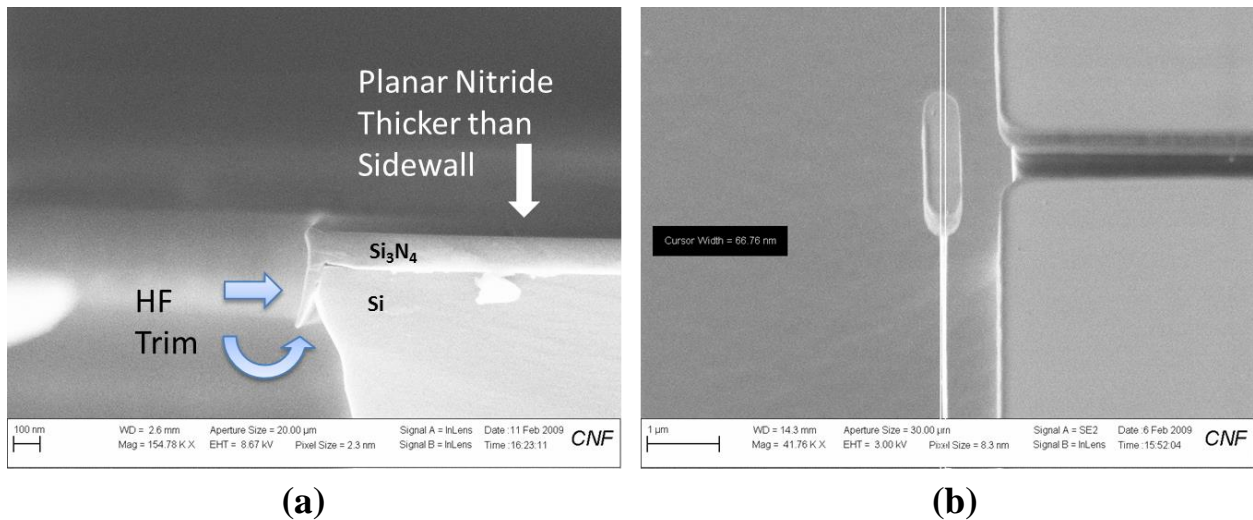 Planar Nitride
Thicker than
Sidewall
Si₃N₄
Si
HF
Trim
100 nm
WD = 2.6 mm
Aperture Size = 20.00 µm
Signal A = InLens
Date :11 Feb 2009
Mag = 154.78 K X
EHT = 8.67 kV
Pixel Size = 2.3 nm
Signal B = InLens
Time :16:23:11
CNF
(a)
Cursor Width = 66.76 nm
1 µm
WD = 14.3 mm
Aperture Size = 30.00 µm
Signal A = SE2
Date :6 Feb 2009
Mag = 41.76 K X
EHT = 3.00 kV
Pixel Size = 8.3 nm
Signal B = InLens
Time :15:52:04
CNF
(b)